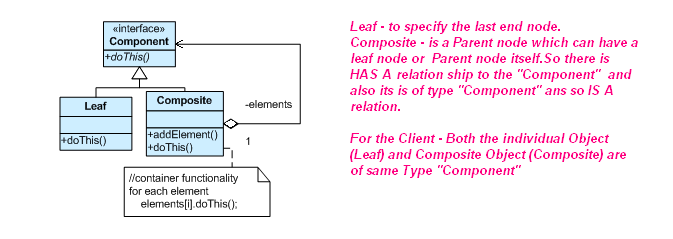 «interface»
Component
+doThis()
Leaf
+doThis()
Composite
+addElement()
+doThis()
-elements
1
//container functionality
for each element
elements[i].doThis();
Leaf - to specify the last end node.
Composite - is a Parent node which can have a
leaf node or Parent node itself.So there is
HAS A relation ship to the "Component" and
also its is of type "Component" ans so IS A
relation.
For the Client - Both the individual Object
(Leaf) and Composite Object (Composite) are
of same Type "Component"